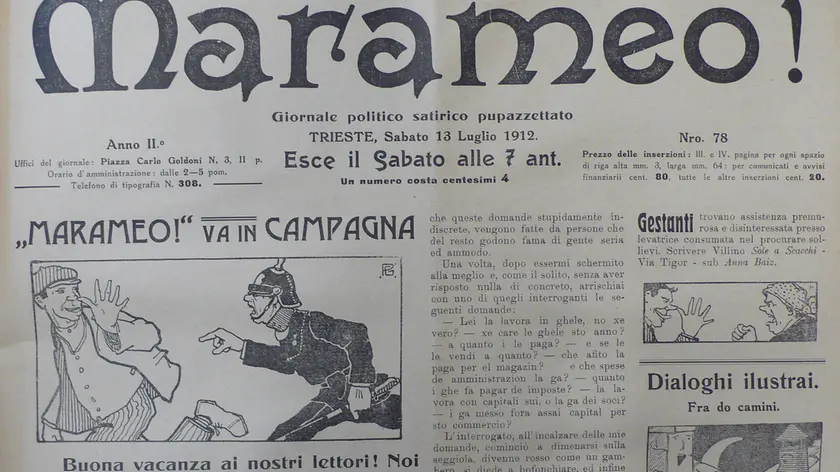 Marameo!
Giornale politico satirico pupazzettato
TRIESTE, Sabato 13 Luglio 1912.
Anno II.º
Nro. 78
Uffici del giornale: Piazza Carlo Goldoni N. 3, II p.
Orario d'amministrazione: dalle 2–5 pom.
Telefono di tipografia N. 308.
Esce il Sabato alle 7 ant.
Un numero costa centesimi 4
Prezzo delle inserzioni: III. e IV. pagina per ogni spazio
di riga alta mm. 3, larga mm. 64: per comunicati e avvisi
finanziarii cent. 80, tutte le altre inserzioni cent. 20.
„MARAMEO!" VA IN CAMPAGNA
Buona vacanza ai nostri lettori! Noi
che queste domande stupidamente in-
discrete, vengono fatte da persone che
del resto godono fama di gente seria
ed ammodo.
Una volta, dopo essermi schermito
alla meglio e, come il solito, senza aver
risposto nulla di concreto, arrischiai
con uno di quegli interroganti le se-
guenti domande:
— Lei la lavora in ghele, no xe
vero? — xe care le ghele sto anno?
— a quanto i le paga? — e se le
le vendi a quanto? — che afito la
paga per el magazin? e che spese
de amministrazion la ga? — quanto
i ghe fa pagar de imposte? — la la-
vora con capitali sui, o la ga dei soci?
— i ga messo fora assai capital per
sto commercio?
L'interrogato, all'incalzare delle mie
domande, cominciò a dimenarsi sulla
seggiola, divenne rosso come un gam-
bero, si diede a bofonchiare, ed infine
Gestanti trovano assistenza premu-
rosa e disinteressata presso
levatrice consumata nel procurare sol-
lievi. Scrivere Villino Sole a Scacchi -
Via Tigor - sub Anna Baiz.
Dialoghi ilustrai.
Fra do camini.